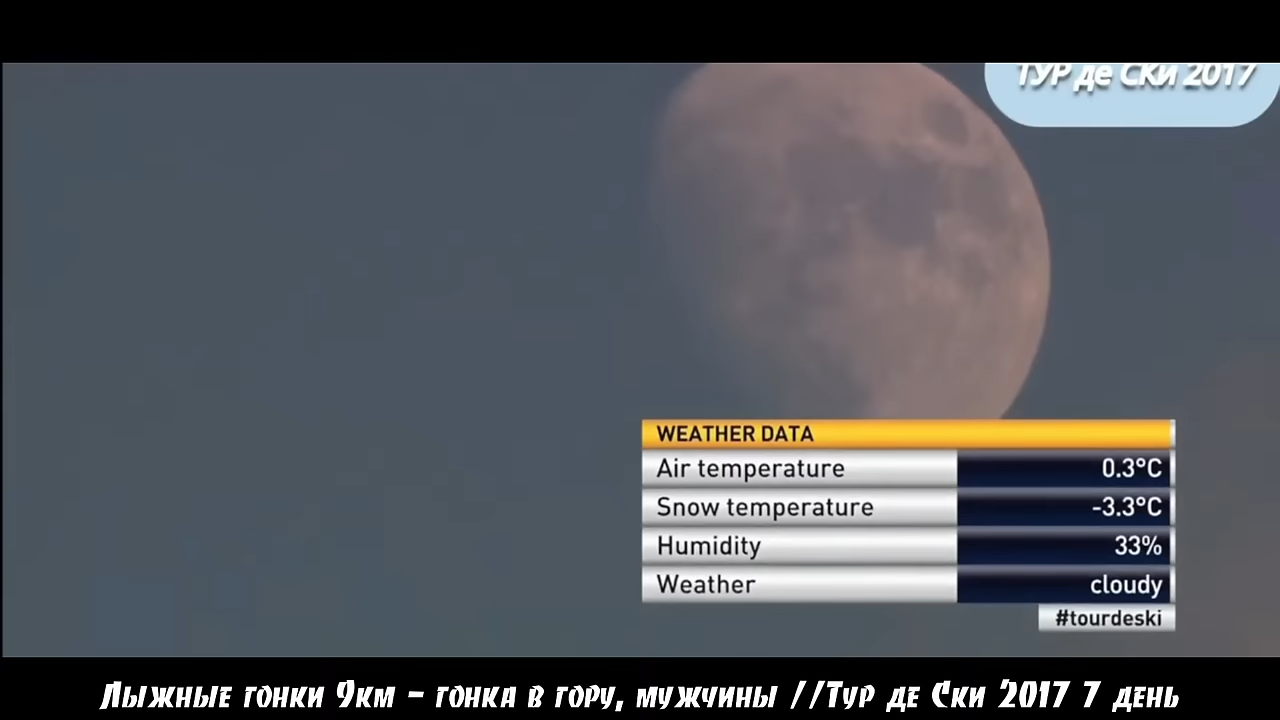 ТУР де Ски 2017
WEATHER DATA
Air temperature 0.3°C
Snow temperature -3.3°C
Humidity 33%
Weather cloudy
#tourdeski
Лыжные гонки 9км - гонка в гору, мужчины //Тур де Ски '2017 7 день